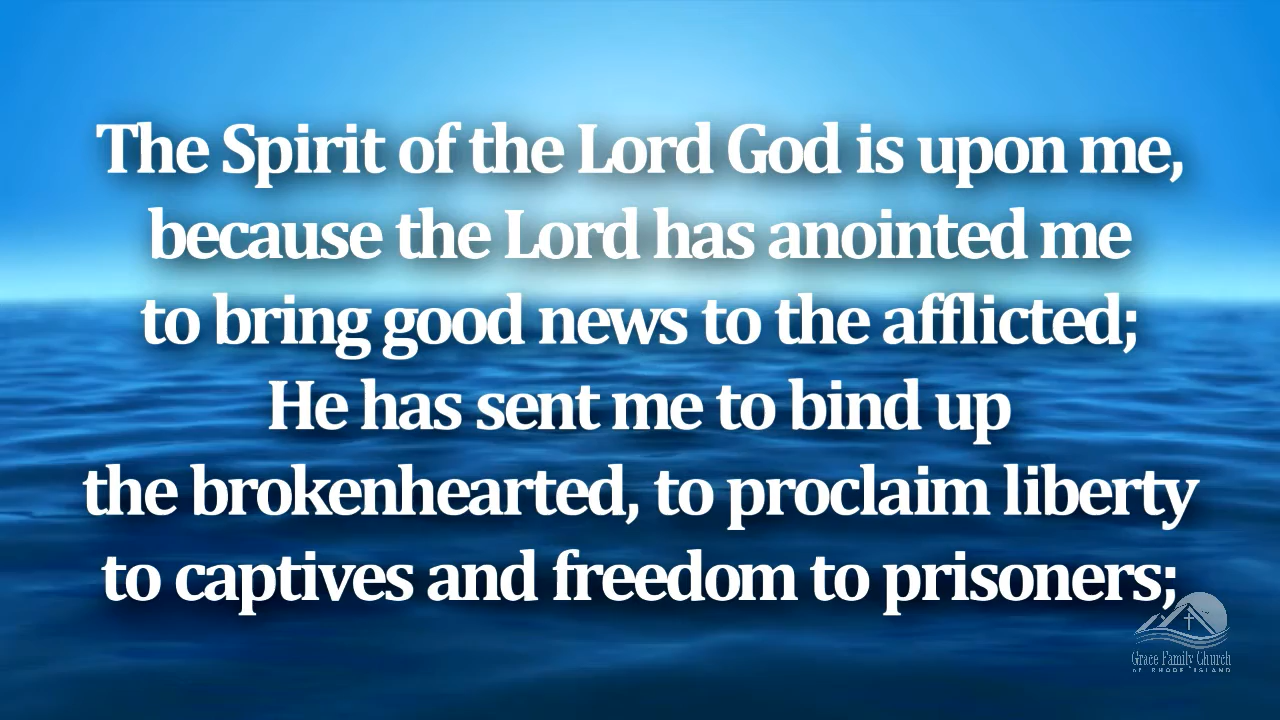 The Spirit of the Lord God is upon me,
because the Lord has anointed me
to bring good news to the afflicted;
He has sent me to bind up
the brokenhearted, to proclaim liberty
to captives and freedom to prisoners;
Grace Family Church
OF RHODE ISLAND